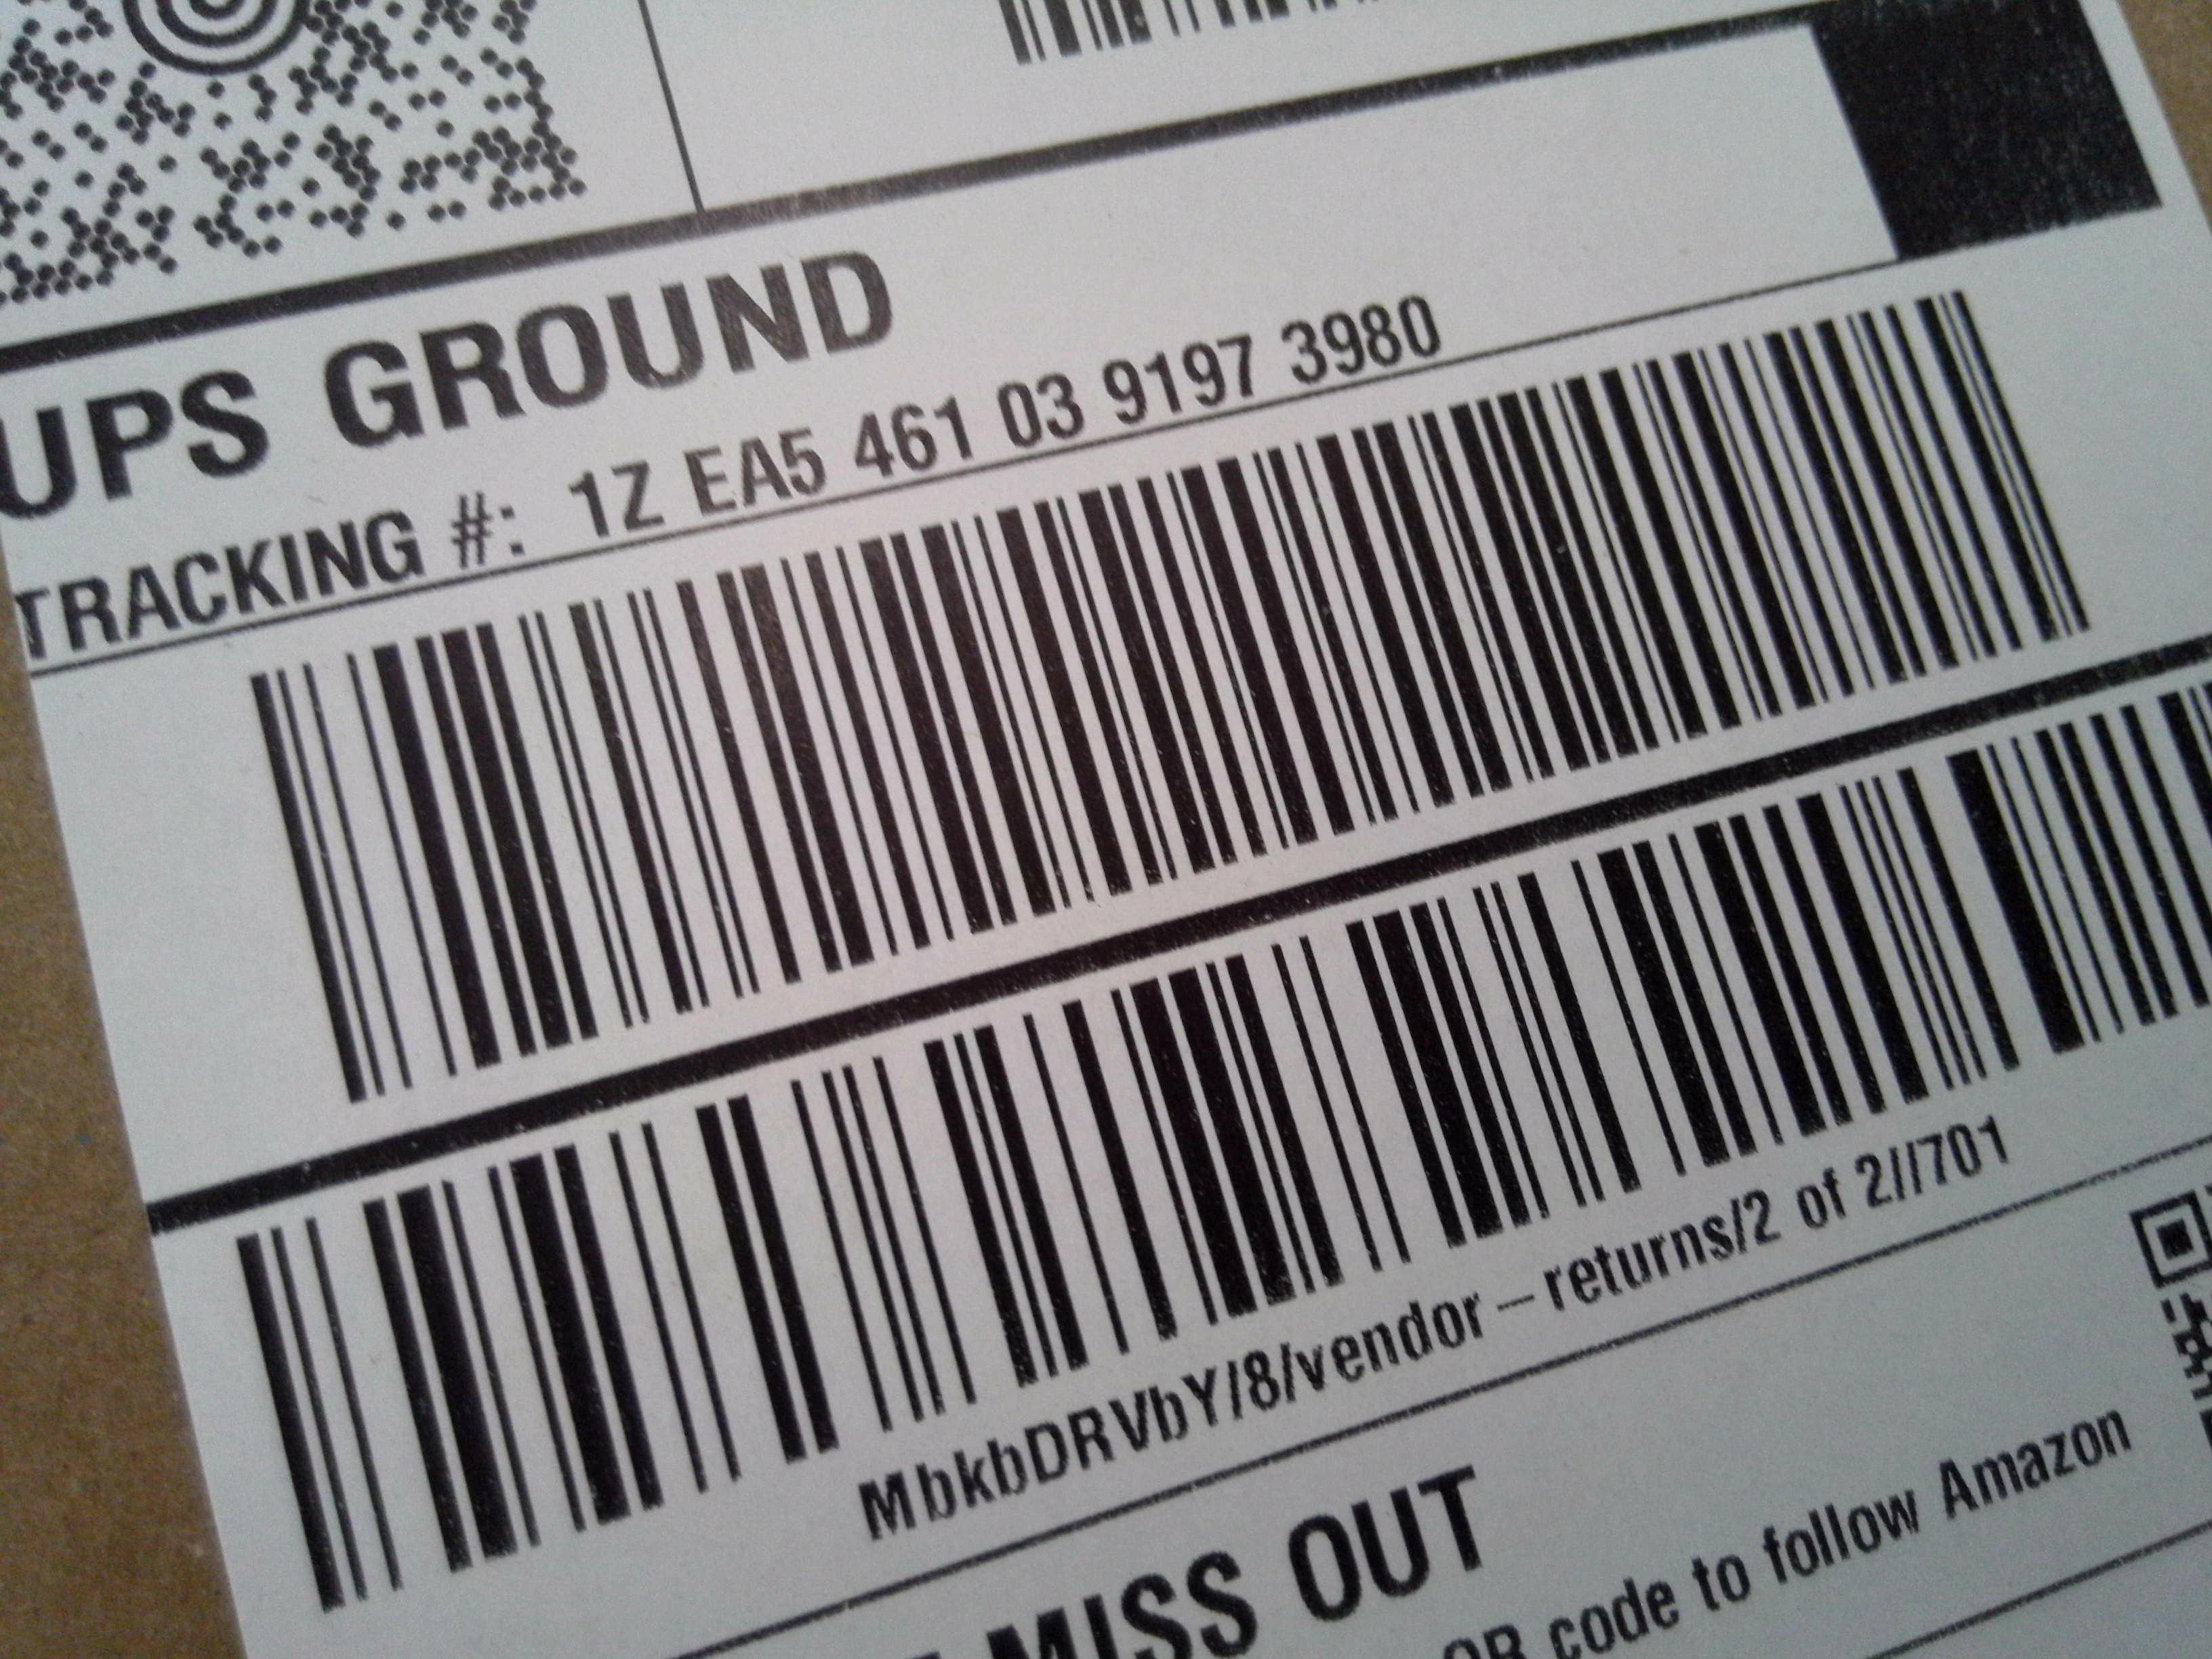 UPS GROUND
TRACKING #: 1Z EA5 461 03 9197 3980
MbkbDRVbY/8/vendor-returns/2 of 2//701
MISS OUT
QR code to follow Amazon